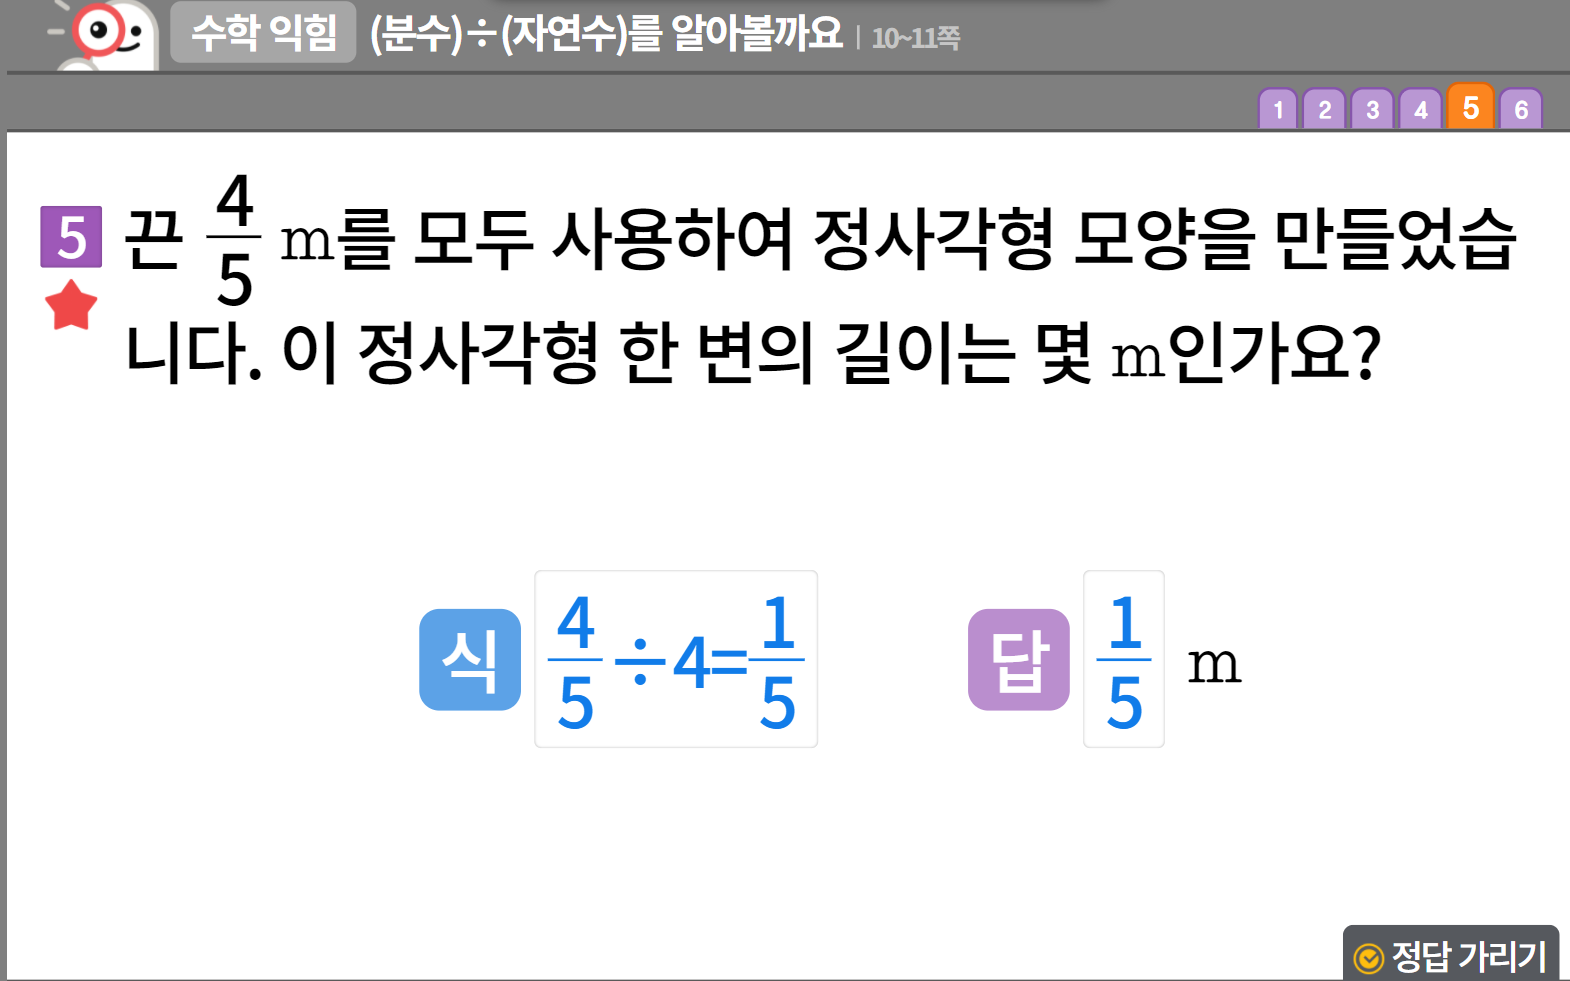 수학 익힘 (분수)÷(자연수)를 알아볼까요 | 10~11쪽
1 2 3 4 5 6
5 끈 4/5 m를 모두 사용하여 정사각형 모양을 만들었습
니다. 이 정사각형 한 변의 길이는 몇 m인가요?
식 4/5÷4=1/5 답 1/5 m
정답 가리기